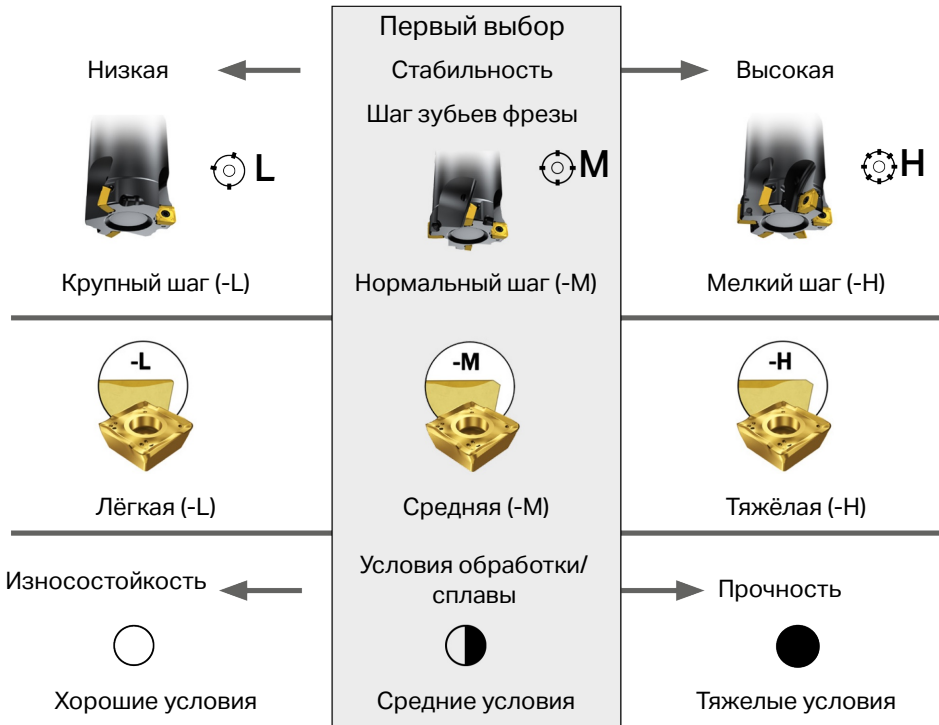 Первый выбор
Низкая
Стабильность
Высокая
Шаг зубьев фрезы
L
M
H
Крупный шаг (-L)
Нормальный шаг (-M)
Мелкий шаг (-H)
-L
-M
-H
Лёгкая (-L)
Средняя (-M)
Тяжёлая (-H)
Износостойкость
Условия обработки/
сплавы
Прочность
Хорошие условия
Средние условия
Тяжелые условия